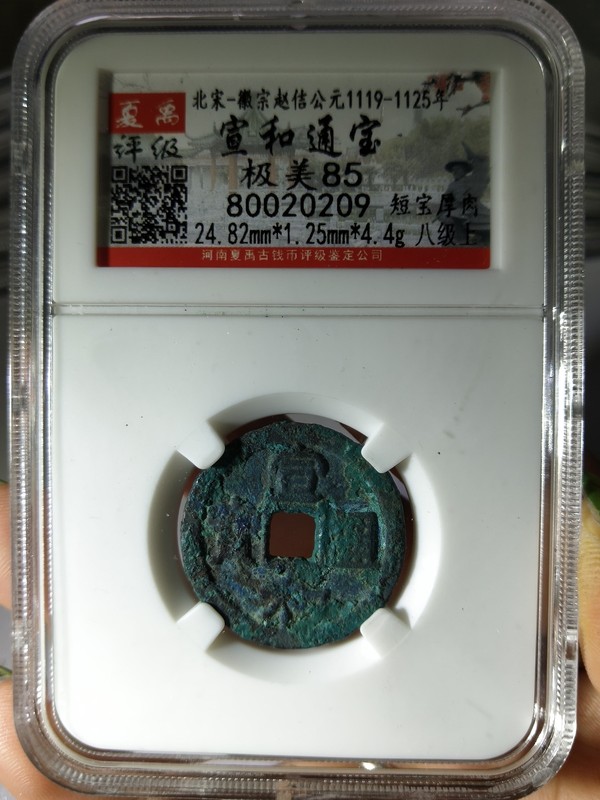 夏禹
评级
北宋-徽宗赵佶公元1119-1125年
宣和通宝
极美85
80020209 短宝厚肉
24.82mm*1.25mm*4.4g 八级上
河南夏禹古钱币评级鉴定公司
宣